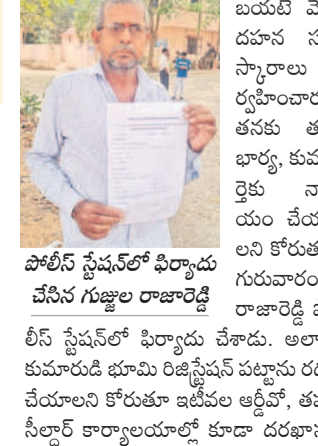 బయటే
దహన
స్కారాలు
ర్వహించార
తనకు
భార్య, కుమ
ర్తెకు
యం చేయ
లని కోరుత
గురువారం
రాజారెడ్డి
పోలీస్ స్టేషన్‌లో ఫిర్యాదు
చేసిన గుజ్జుల రాజారెడ్డి
లీస్ స్టేషన్‌లో ఫిర్యాదు చేశాడు. అలా
కుమారుడి భూమి రిజిస్ట్రేషన్ పట్టాను రద
చేయాలని కోరుతూ ఇటీవల ఆర్డీవో, తహ
సీల్దార్ కార్యాలయాల్లో కూడా దరఖాస